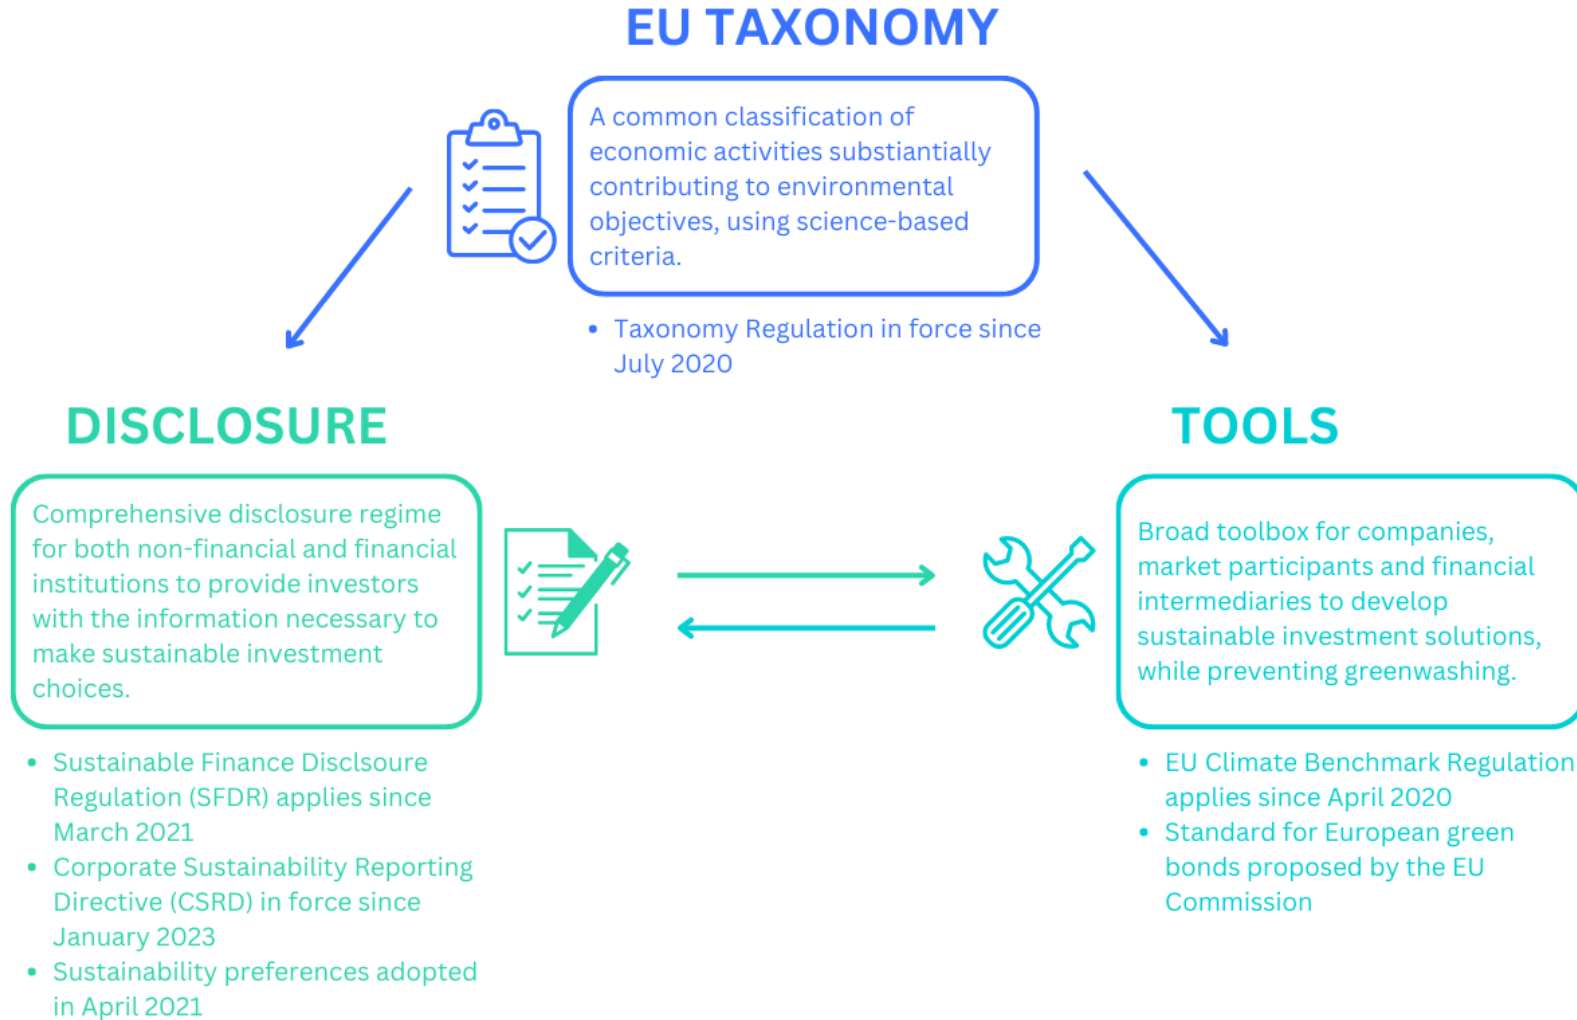 EU TAXONOMY
A common classification of
economic activities substantially
contributing to environmental
objectives, using science-based
criteria.
• Taxonomy Regulation in force since
July 2020
DISCLOSURE
Comprehensive disclosure regime
for both non-financial and financial
institutions to provide investors
with the information necessary to
make sustainable investment
choices.
• Sustainable Finance Disclsoure
Regulation (SFDR) applies since
March 2021
• Corporate Sustainability Reporting
Directive (CSRD) in force since
January 2023
• Sustainability preferences adopted
in April 2021
TOOLS
Broad toolbox for companies,
market participants and financial
intermediaries to develop
sustainable investment solutions,
while preventing greenwashing.
• EU Climate Benchmark Regulation
applies since April 2020
• Standard for European green
bonds proposed by the EU
Commission